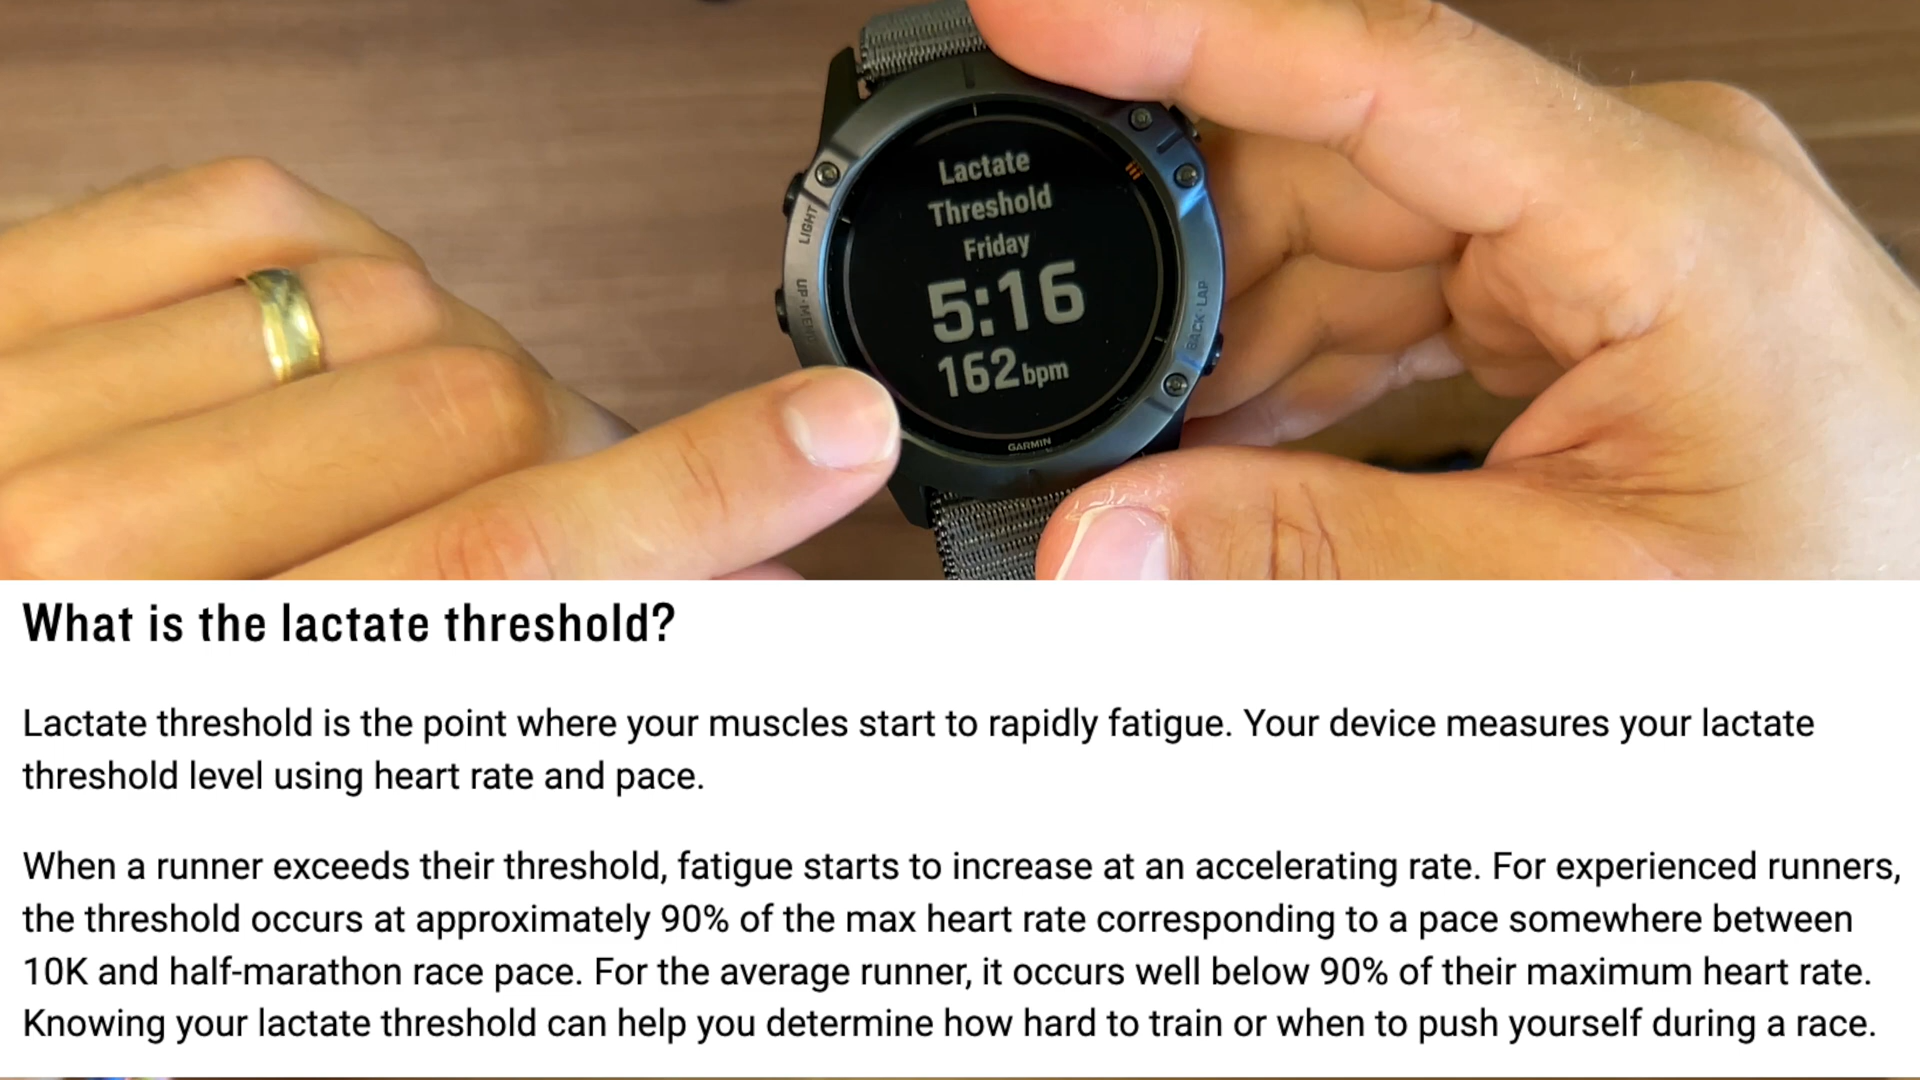 Lactate
Threshold
Friday
5:16
162bpm
LIGHT
UP·MENU
BACK·LAP
GARMIN
What is the lactate threshold?
Lactate threshold is the point where your muscles start to rapidly fatigue. Your device measures your lactate
threshold level using heart rate and pace.
When a runner exceeds their threshold, fatigue starts to increase at an accelerating rate. For experienced runners,
the threshold occurs at approximately 90% of the max heart rate corresponding to a pace somewhere between
10K and half-marathon race pace. For the average runner, it occurs well below 90% of their maximum heart rate.
Knowing your lactate threshold can help you determine how hard to train or when to push yourself during a race.